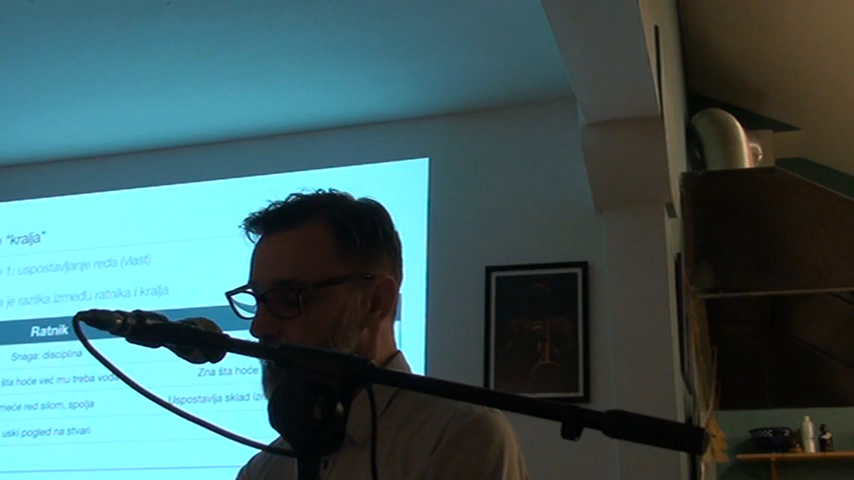 "kralja"
1: uspostavljanje reda (vlast)
je razlika između ratnika i kralja
Ratnik
Snaga: disciplina
šta hoće već mu treba vođa
Zna šta hoće
meće red silom, spolja
Uspostavlja sklad
uski pogled na stvari